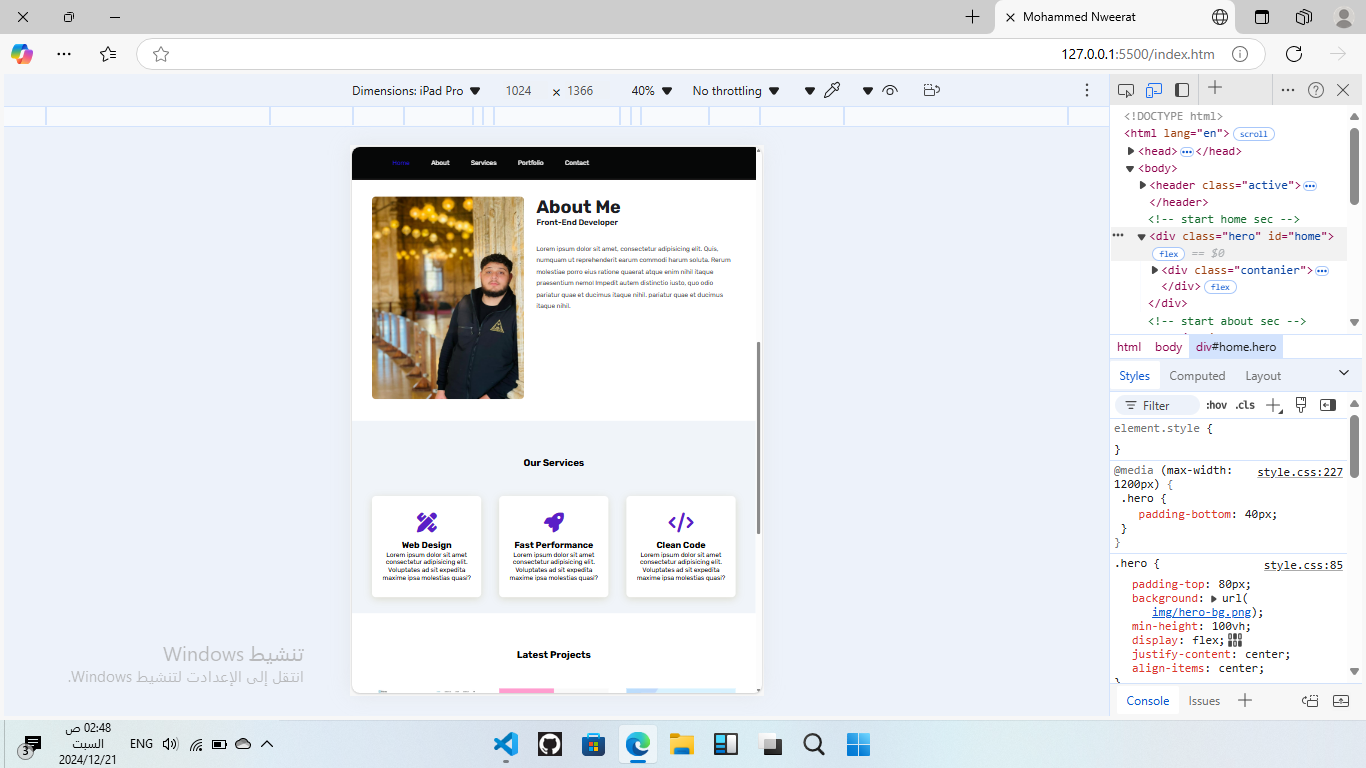 Mohammed Nweerat
127.0.0.1:5500/index.htm
Dimensions: iPad Pro
1024 × 1366
40%
No throttling
Home About Services Portfolio Contact
About Me
Front-End Developer
Lorem ipsum dolor sit amet, consectetur adipisicing elit. Quis,
numquam ut reprehenderit earum commodi harum soluta. Rerum
molestiae porro eius ratione quaerat atque enim nihil itaque
praesentium nemo! Impedit autem distinctio iusto, quo odio
pariatur quae et ducimus itaque nihil. pariatur quae et ducimus
itaque nihil.
Our Services
Web Design
Lorem ipsum dolor sit amet
consectetur adipisicing elit.
Voluptates ad sit expedita
maxime ipsa molestias quasi?
Fast Performance
Lorem ipsum dolor sit amet
consectetur adipisicing elit.
Voluptates ad sit expedita
maxime ipsa molestias quasi?
Clean Code
Lorem ipsum dolor sit amet
consectetur adipisicing elit.
Voluptates ad sit expedita
maxime ipsa molestias quasi?
Latest Projects
<!DOCTYPE html>
<html lang="en"> scroll
<head> ••• </head>
<body>
<header class="active"> •••
</header>
<!-- start home sec -->
<div class="hero" id="home">
flex == $0
<div class="contanier"> •••
</div> flex
</div>
<!-- start about sec -->
html body div#home.hero
Styles Computed Layout
Filter :hov .cls
element.style {
}
@media (max-width: style.css:227
1200px) {
.hero {
padding-bottom: 40px;
}
}
.hero { style.css:85
padding-top: 80px;
background: url(
img/hero-bg.png);
min-height: 100vh;
display: flex;
justify-content: center;
align-items: center;
}
Console Issues
تنشيط Windows
انتقل إلى الإعدادت لتنشيط Windows.
3
02:48 ص
السبت
2024/12/21
ENG